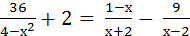 36/(4−x²) + 2 = (1−x)/(x+2) − 9/(x−2)